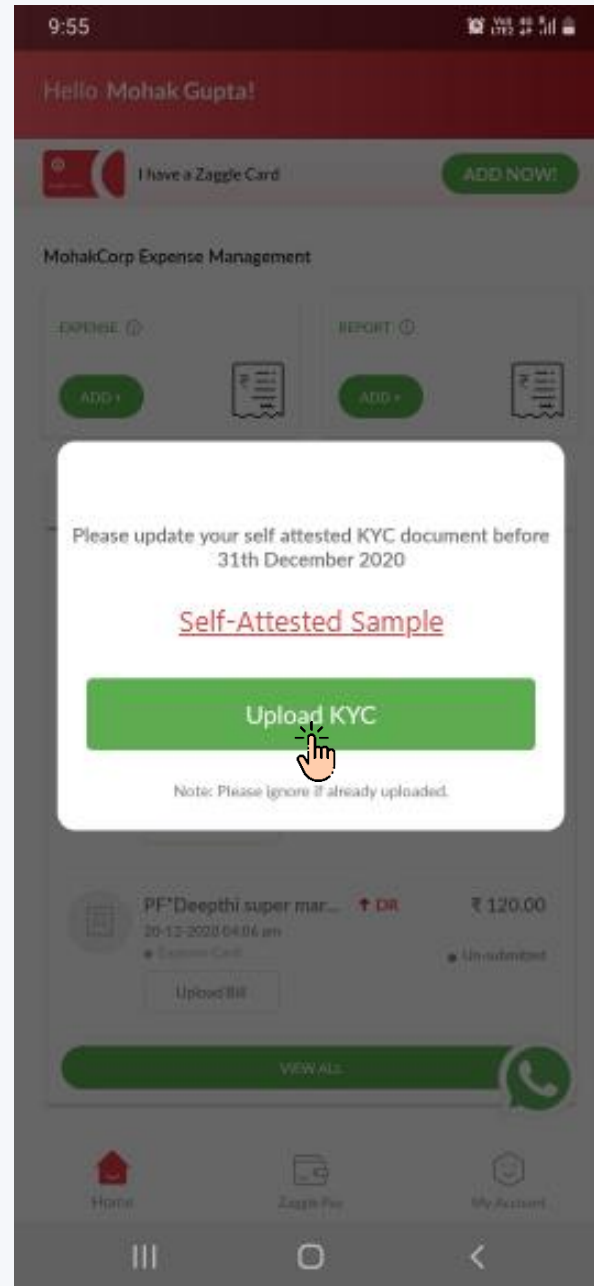 9:55
Hello Mohak Gupta!
I have a Zaggle Card
ADD NOW!
MohakCorp Expense Management
EXPENSE
REPORT
ADD +
ADD +
Please update your self attested KYC document before
31th December 2020
Self-Attested Sample
Upload KYC
Note: Please ignore if already uploaded.
PF*Deepthi super mar... DR ₹ 120.00
20-12-2020 04:06 am
Expense Card
Un-submitted
Upload Bill
VIEW ALL
Home
Zaggle Pay
My Account